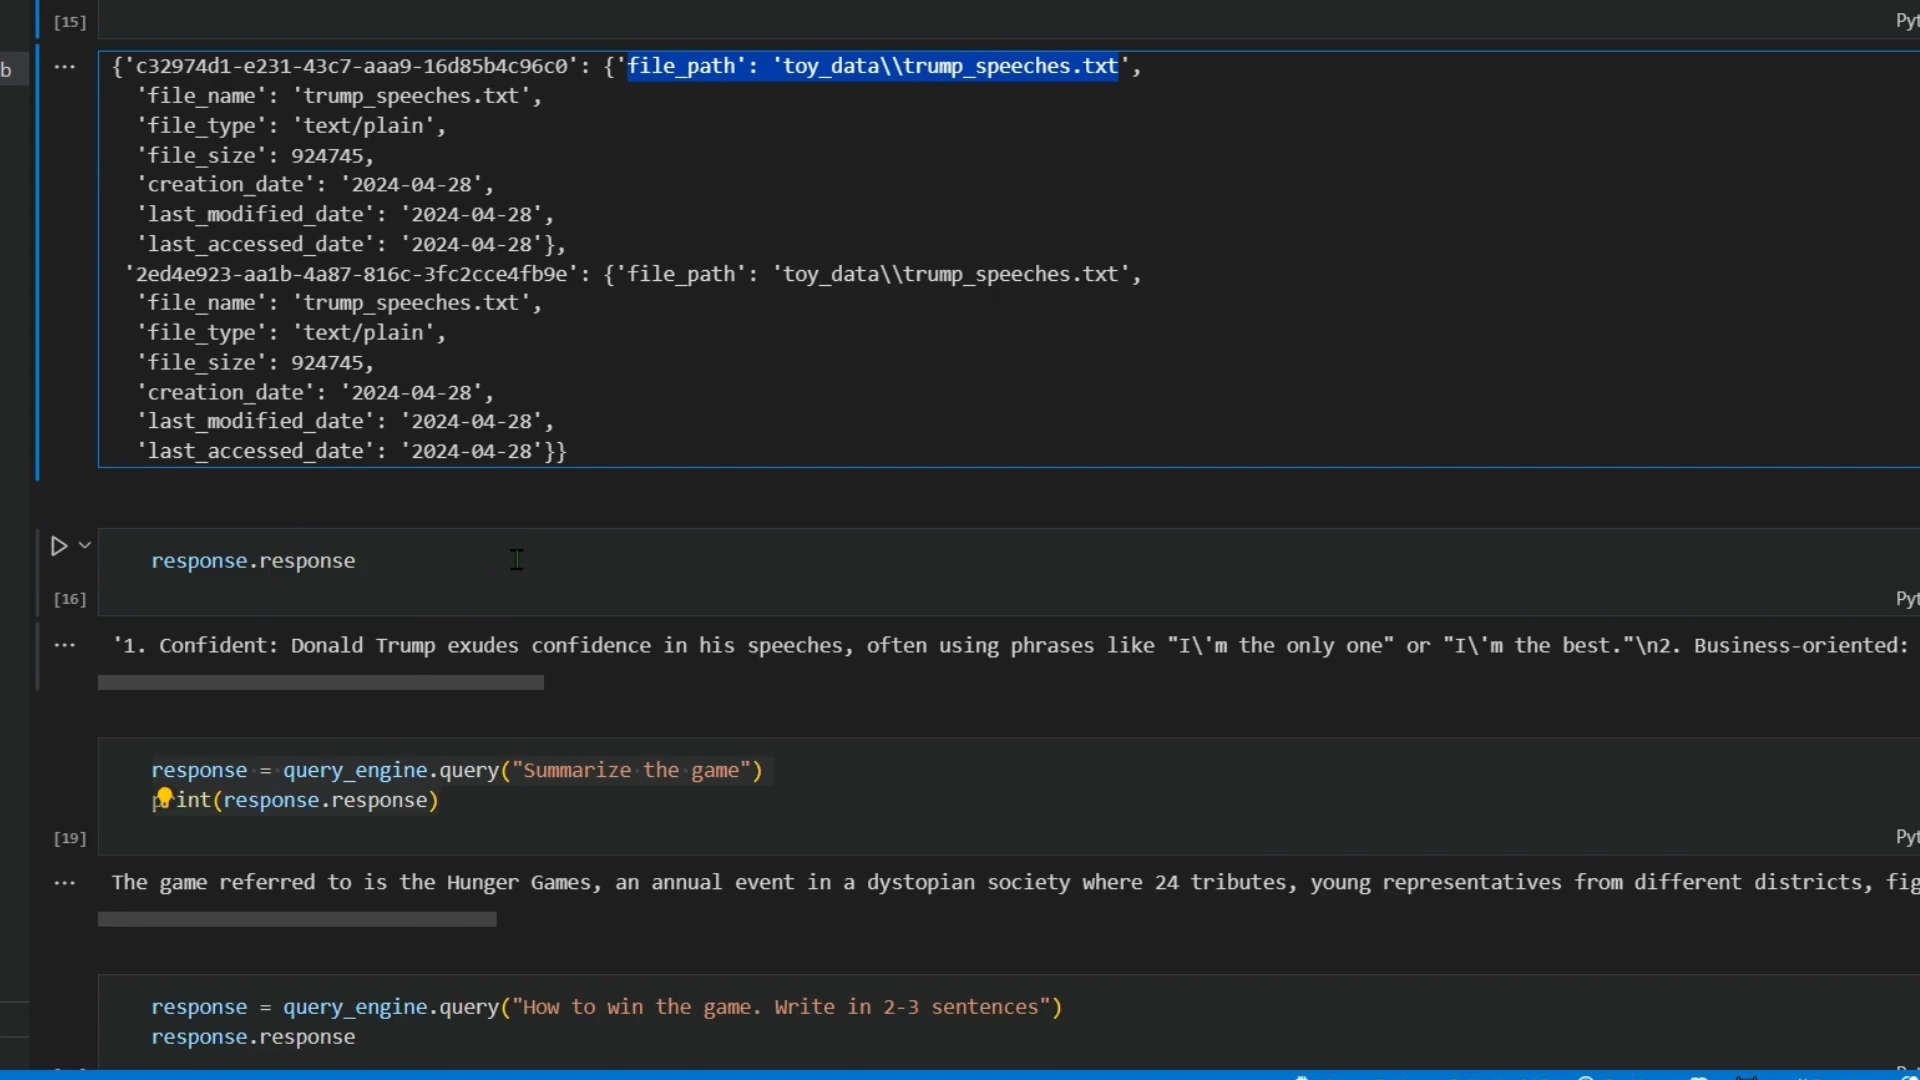 [15]
Pyt
b
{'c32974d1-e231-43c7-aaa9-16d85b4c96c0': {'file_path': 'toy_data\\trump_speeches.txt',
'file_name': 'trump_speeches.txt',
'file_type': 'text/plain',
'file_size': 924745,
'creation_date': '2024-04-28',
'last_modified_date': '2024-04-28',
'last_accessed_date': '2024-04-28'},
'2ed4e923-aa1b-4a87-816c-3fc2cce4fb9e': {'file_path': 'toy_data\\trump_speeches.txt',
'file_name': 'trump_speeches.txt',
'file_type': 'text/plain',
'file_size': 924745,
'creation_date': '2024-04-28',
'last_modified_date': '2024-04-28',
'last_accessed_date': '2024-04-28'}}
response.response
[16]
Pyt
'1. Confident: Donald Trump exudes confidence in his speeches, often using phrases like "I\'m the only one" or "I\'m the best."\n2. Business-oriented:
response = query_engine.query("Summarize the game")
print(response.response)
[19]
Pyt
The game referred to is the Hunger Games, an annual event in a dystopian society where 24 tributes, young representatives from different districts, fig
response = query_engine.query("How to win the game. Write in 2-3 sentences")
response.response